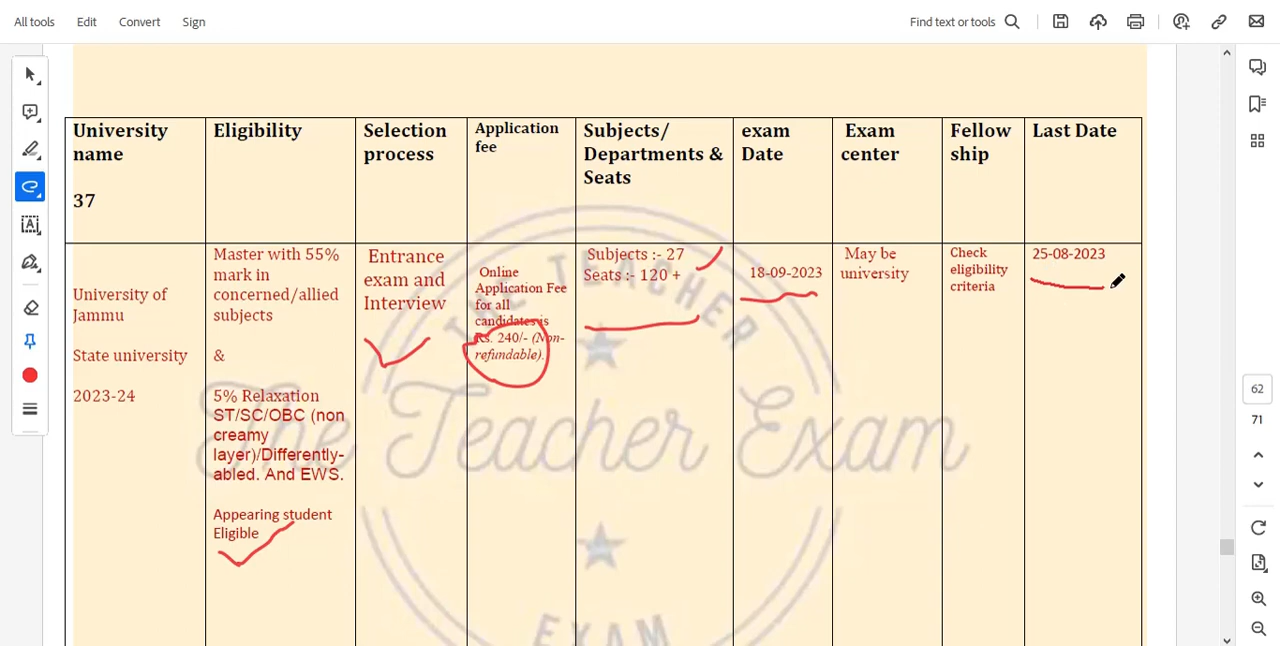 All tools Edit Convert Sign Find text or tools
University name
37
Eligibility
Selection process
Application fee
Subjects/ Departments & Seats
exam Date
Exam center
Fellow ship
Last Date
University of
Jammu
State university
2023-24
Master with 55%
mark in
concerned/allied
subjects
&
5% Relaxation
ST/SC/OBC (non
creamy
layer)/Differently-
abled. And EWS.
Appearing student
Eligible
Entrance
exam and
Interview
Online
Application Fee
for all
candidates is
Rs. 240/- (Non-
refundable).
Subjects :- 27
Seats :- 120 +
18-09-2023
May be
university
Check
eligibility
criteria
25-08-2023
THE TEACHER
The Teacher Exam
EXAM
62
71